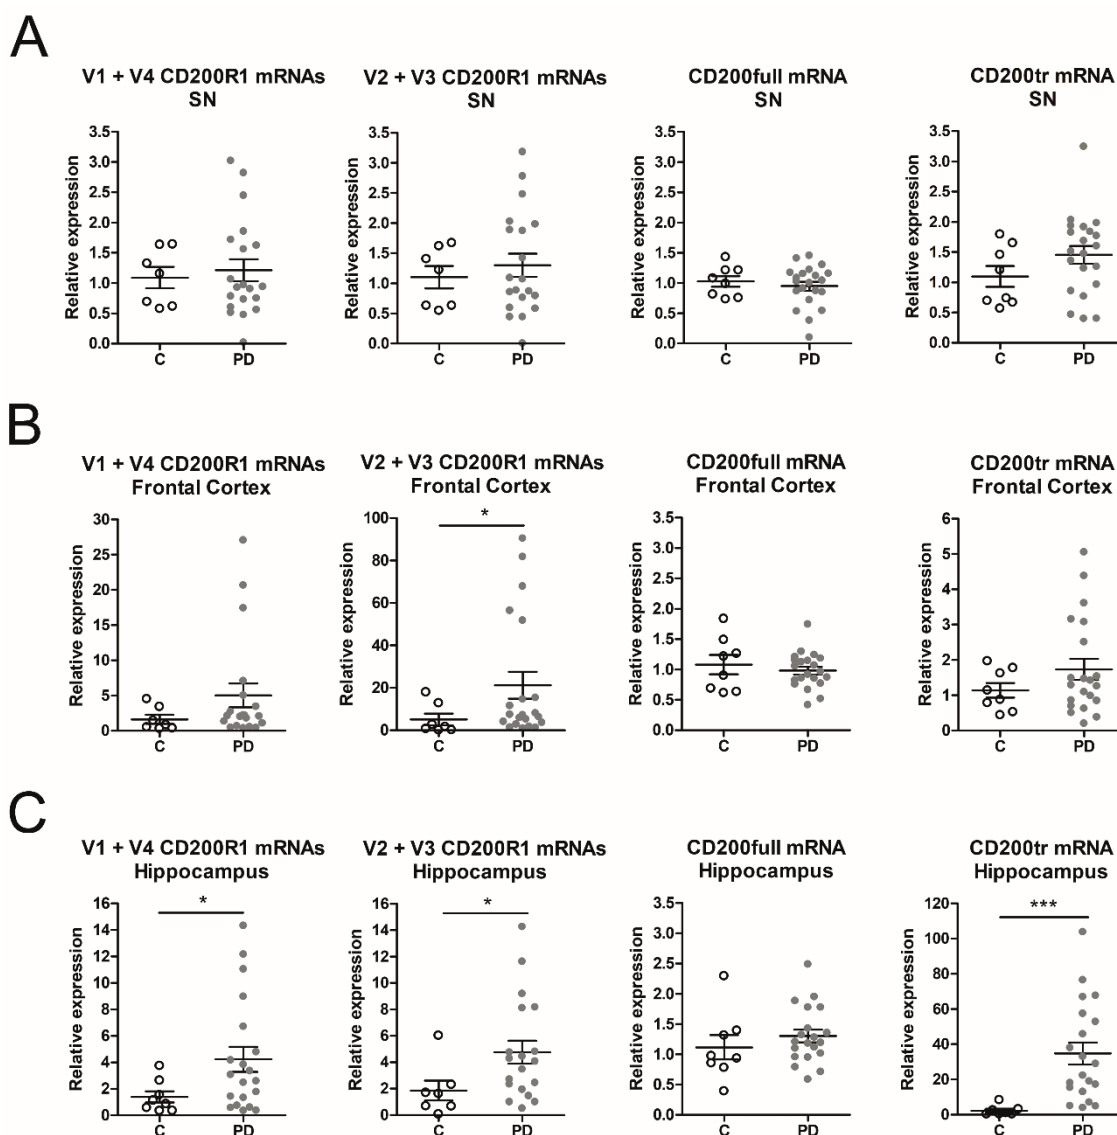 A
V1 + V4 CD200R1 mRNAs
SN
Relative expression
3.5
3.0
2.5
2.0
1.5
1.0
0.5
0.0
C
PD
V2 + V3 CD200R1 mRNAs
SN
Relative expression
3.5
3.0
2.5
2.0
1.5
1.0
0.5
0.0
C
PD
CD200full mRNA
SN
Relative expression
3.5
3.0
2.5
2.0
1.5
1.0
0.5
0.0
C
PD
CD200tr mRNA
SN
Relative expression
3.5
3.0
2.5
2.0
1.5
1.0
0.5
0.0
C
PD
B
V1 + V4 CD200R1 mRNAs
Frontal Cortex
Relative expression
30
25
20
15
10
5
0
C
PD
V2 + V3 CD200R1 mRNAs
Frontal Cortex
Relative expression
100
80
60
40
20
0
*
C
PD
CD200full mRNA
Frontal Cortex
Relative expression
3.5
3.0
2.5
2.0
1.5
1.0
0.5
0.0
C
PD
CD200tr mRNA
Frontal Cortex
Relative expression
6
5
4
3
2
1
0
C
PD
C
V1 + V4 CD200R1 mRNAs
Hippocampus
Relative expression
16
14
12
10
8
6
4
2
0
*
C
PD
V2 + V3 CD200R1 mRNAs
Hippocampus
Relative expression
16
14
12
10
8
6
4
2
0
*
C
PD
CD200full mRNA
Hippocampus
Relative expression
3.5
3.0
2.5
2.0
1.5
1.0
0.5
0.0
C
PD
CD200tr mRNA
Hippocampus
Relative expression
120
100
80
60
40
20
0
***
C
PD